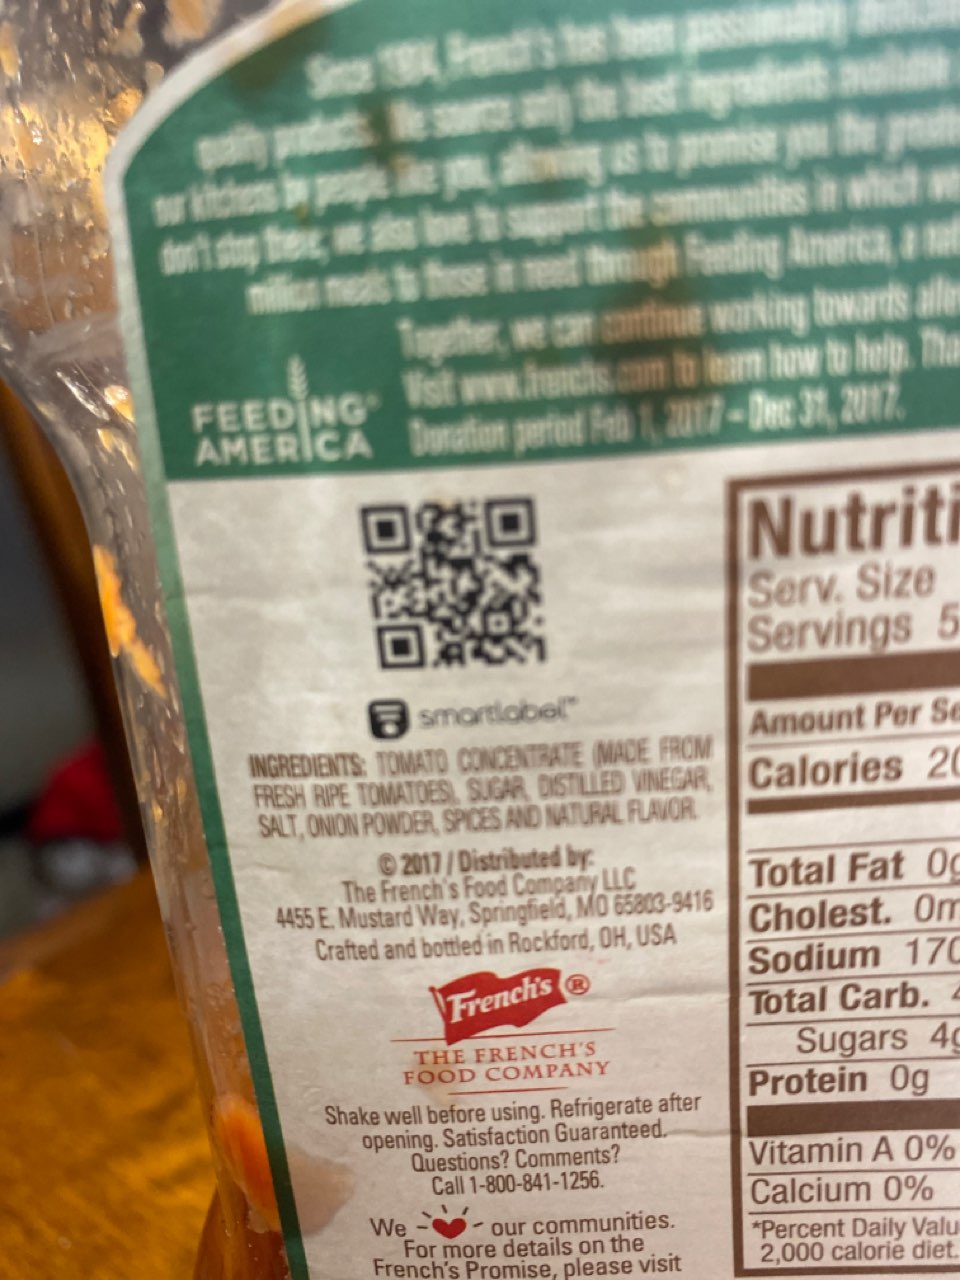 Since 1904, French's has been passionately
quality products. We source only the best ingredients available
our kitchens by people like you, allowing us to promise you the
don't stop there, we also love to support the communities in which we
million meals to those in need through Feeding America, a
Together, we can continue working towards
Visit www.frenchs.com to learn how to help.
Donation period Feb 1, 2017 - Dec 31, 2017.
FEEDING
AMERICA
smartlabel™
INGREDIENTS: TOMATO CONCENTRATE (MADE FROM
FRESH RIPE TOMATOES), SUGAR, DISTILLED VINEGAR,
SALT, ONION POWDER, SPICES AND NATURAL FLAVOR.
© 2017 / Distributed by:
The French's Food Company LLC
4455 E. Mustard Way, Springfield, MO 65803-9416
Crafted and bottled in Rockford, OH, USA
French's ®
THE FRENCH'S
FOOD COMPANY
Shake well before using. Refrigerate after
opening. Satisfaction Guaranteed.
Questions? Comments?
Call 1-800-841-1256.
We our communities.
For more details on the
French's Promise, please visit
Nutriti
Serv. Size
Servings 5
Amount Per Se
Calories 20
Total Fat 0g
Cholest. 0m
Sodium 170
Total Carb. 4
Sugars 4g
Protein 0g
Vitamin A 0%
Calcium 0%
*Percent Daily Valu
2,000 calorie diet.